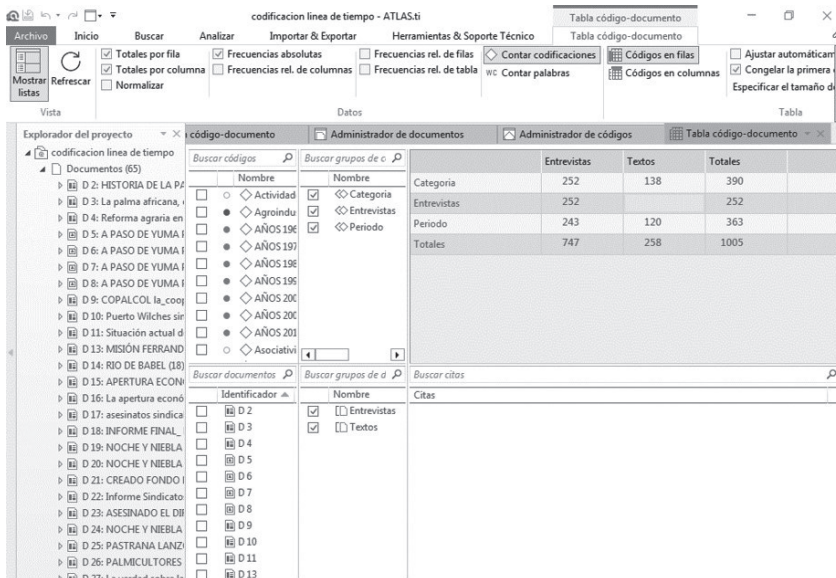 codificacion linea de tiempo - ATLAS.ti
Tabla código-documento
Archivo Inicio Buscar Analizar Importar & Exportar Herramientas & Soporte Técnico Tabla código-documento
Mostrar listas
Refrescar
Vista
Totales por fila
Totales por columna
Normalizar
Frecuencias absolutas
Frecuencias rel. de columnas
Frecuencias rel. de filas
Frecuencias rel. de tabla
Contar codificaciones
WC Contar palabras
Datos
Códigos en filas
Códigos en columnas
Ajustar automáticam
Congelar la primera
Especificar el tamaño d
Tabla
Explorador del proyecto
código-documento
Administrador de documentos
Administrador de códigos
Tabla código-documento
codificacion linea de tiempo
Documentos (65)
D 2: HISTORIA DE LA PA
D 3: La palma africana,
D 4: Reforma agraria en
D 5: A PASO DE YUMA
D 6: A PASO DE YUMA
D 7: A PASO DE YUMA
D 8: A PASO DE YUMA
D 9: COPALCOL la_coop
D 10: Puerto Wilches sin
D 11: Situación actual d
D 13: MISIÓN FERRAND
D 14: RIO DE BABEL (18)
D 15: APERTURA ECON
D 16: La apertura econó
D 17: asesinatos sindica
D 18: INFORME FINAL_
D 19: NOCHE Y NIEBLA
D 20: NOCHE Y NIEBLA
D 21: CREADO FONDO
D 22: Informe Sindicato
D 23: ASESINADO EL DI
D 24: NOCHE Y NIEBLA
D 25: PASTRANA LANZ
D 26: PALMICULTORES
D 27: La verdad sobre
Buscar códigos
Nombre
Actividad
Agroindu
AÑOS 196
AÑOS 197
AÑOS 198
AÑOS 199
AÑOS 200
AÑOS 200
AÑOS 201
Asociativi
Buscar grupos de c
Nombre
Categoria
Entrevistas
Periodo
Entrevistas Textos Totales
Categoria 252 138 390
Entrevistas 252 252
Periodo 243 120 363
Totales 747 258 1005
Buscar documentos
Identificador
D 2
D 3
D 4
D 5
D 6
D 7
D 8
D 9
D 10
D 11
D 13
Buscar grupos de d
Nombre
Entrevistas
Textos
Buscar citas
Citas